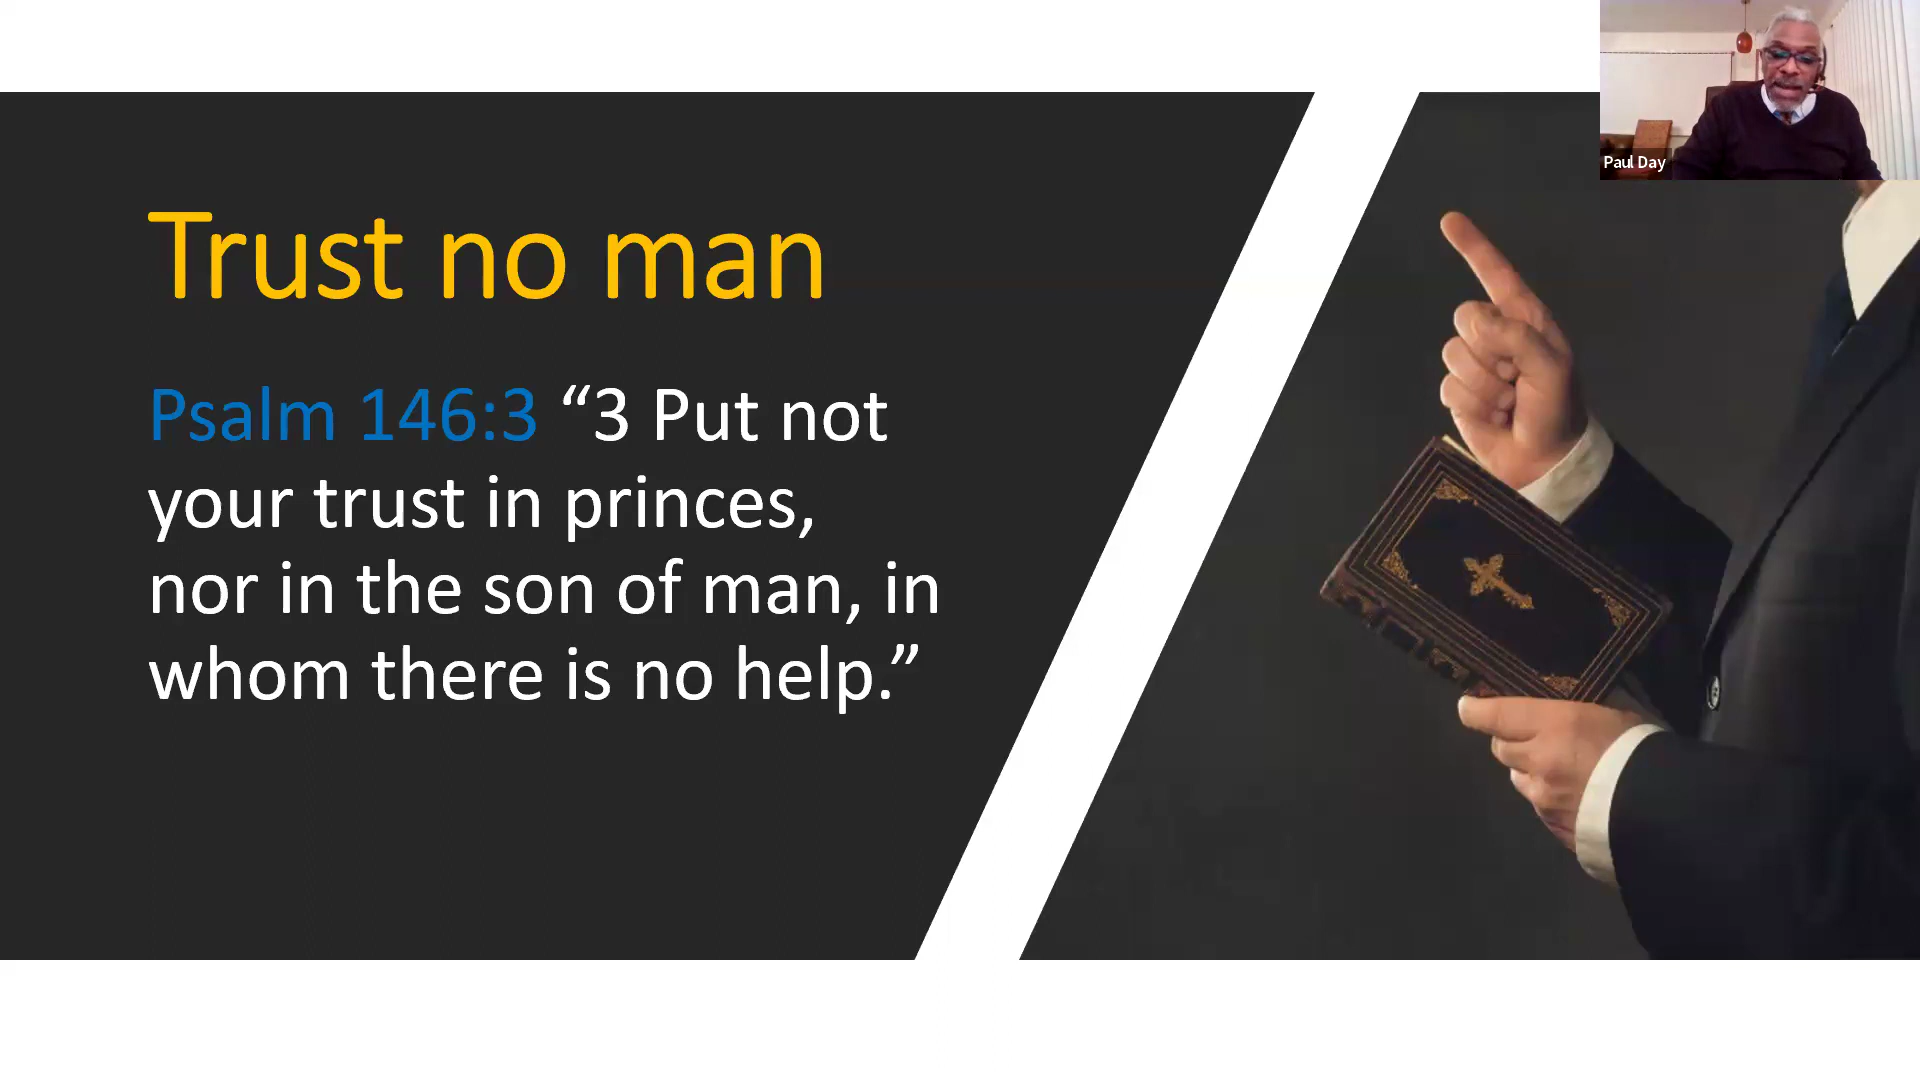 Trust no man
Psalm 146:3 “3 Put not
your trust in princes,
nor in the son of man, in
whom there is no help.”
Paul Day